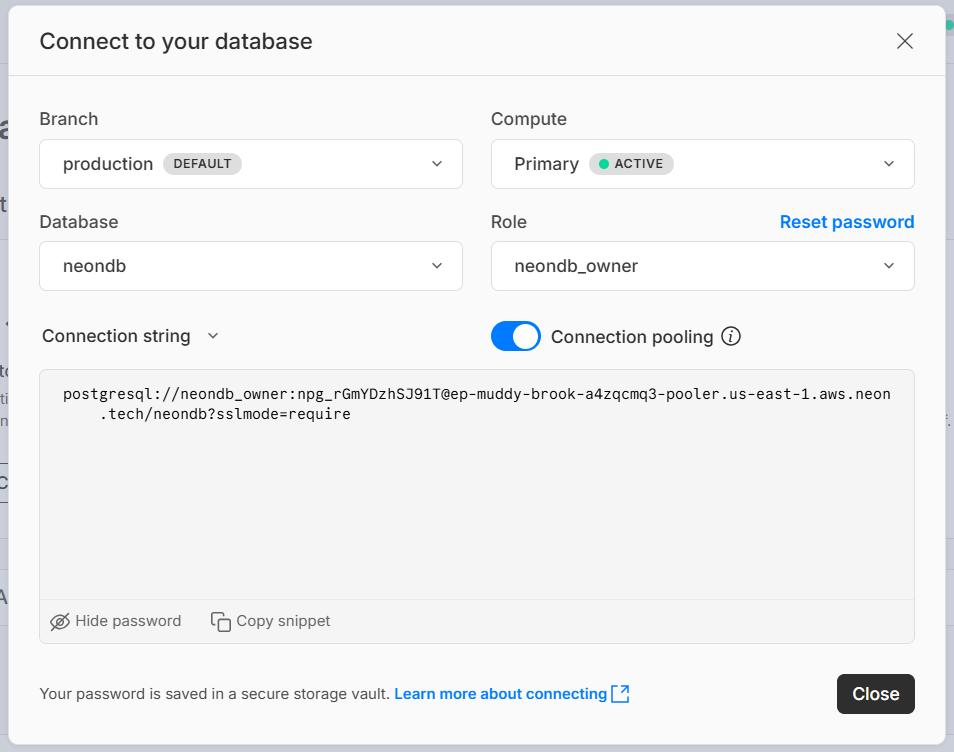 Connect to your database
Branch
Compute
production DEFAULT
Primary ACTIVE
Database
Role
Reset password
neondb
neondb_owner
Connection string
Connection pooling
postgresql://neondb_owner:npg_rGmYDzhSJ91T@ep-muddy-brook-a4zqcmq3-pooler.us-east-1.aws.neon
.tech/neondb?sslmode=require
Hide password
Copy snippet
Your password is saved in a secure storage vault. Learn more about connecting
Close